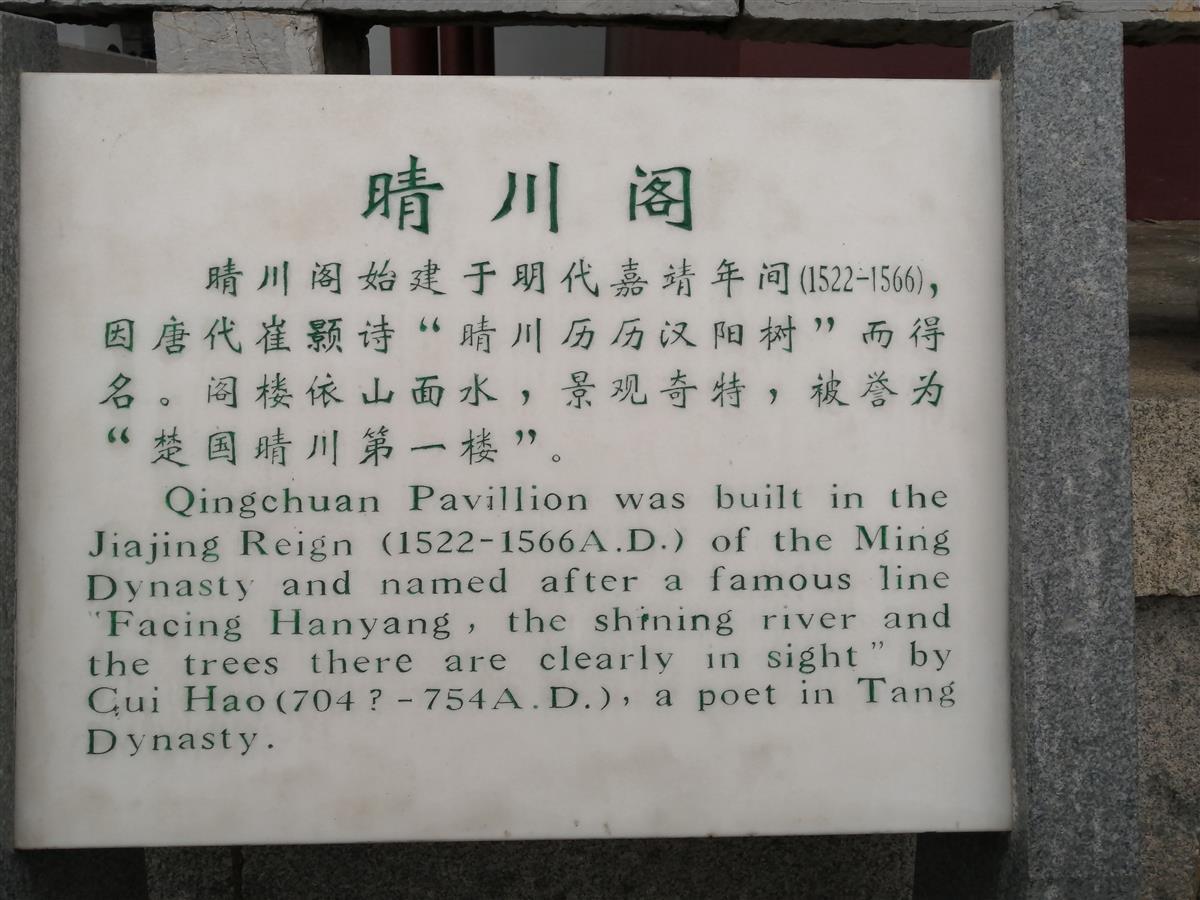 晴川阁
晴川阁始建于明代嘉靖年间(1522-1566),
因唐代崔颢诗“晴川历历汉阳树”而得
名。阁楼依山面水,景观奇特,被誉为
“楚国晴川第一楼”。
Qingchuan Pavillion was built in the
Jiajing Reign (1522-1566A.D.) of the Ming
Dynasty and named after a famous line
"Facing Hanyang, the shining river and
the trees there are clearly in sight" by
Cui Hao(704?-754A.D.), a poet in Tang
Dynasty.